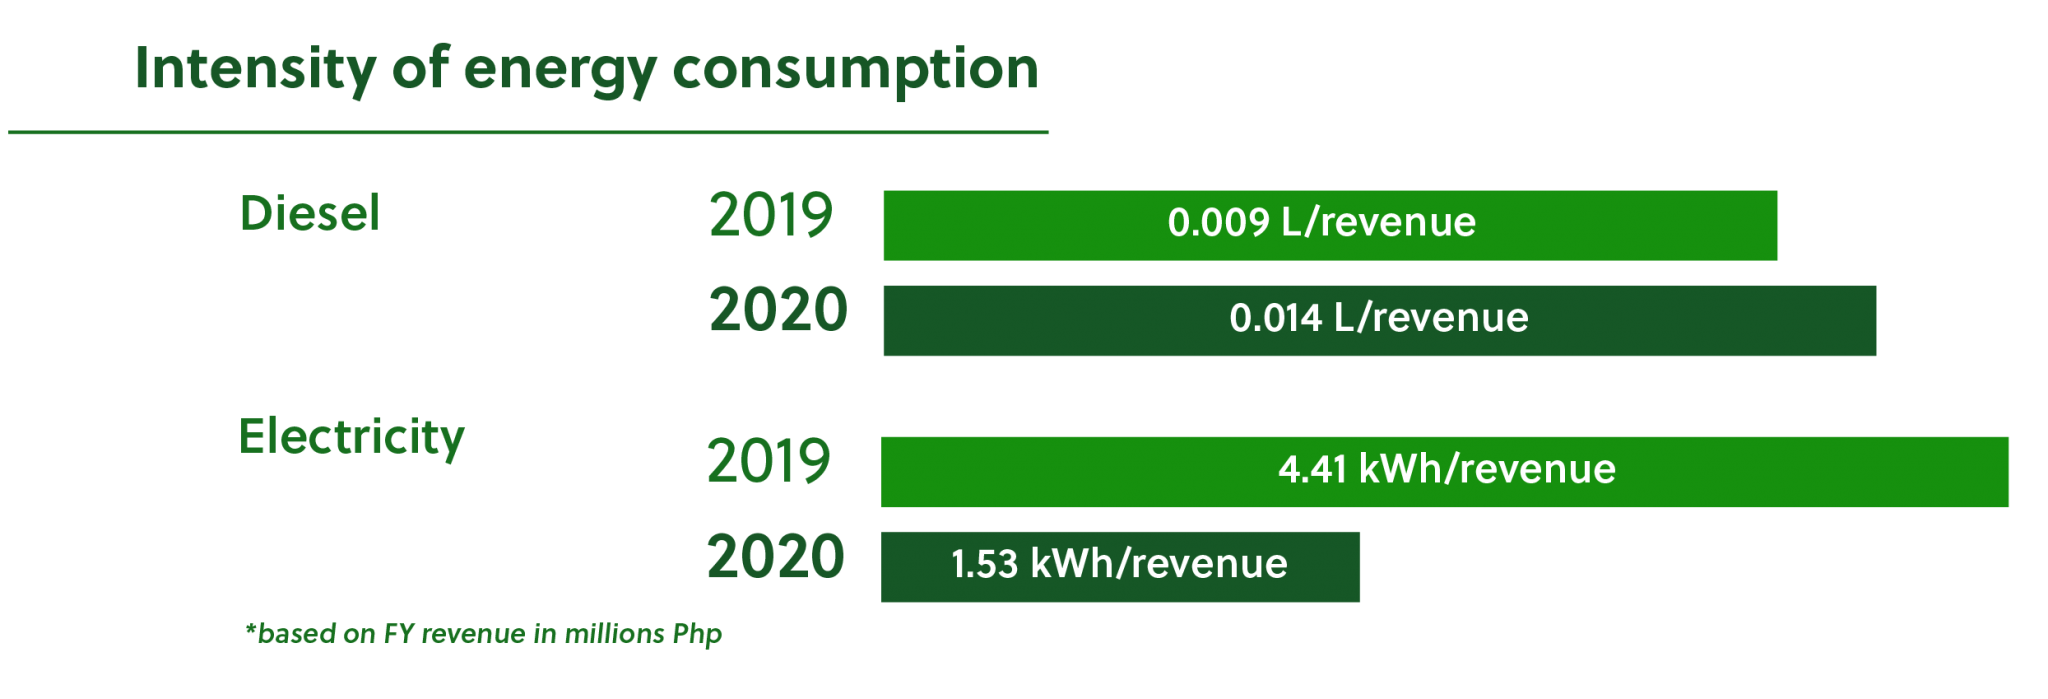 Intensity of energy consumption
Diesel
2019
0.009 L/revenue
2020
0.014 L/revenue
Electricity
2019
4.41 kWh/revenue
2020
1.53 kWh/revenue
*based on FY revenue in millions Php